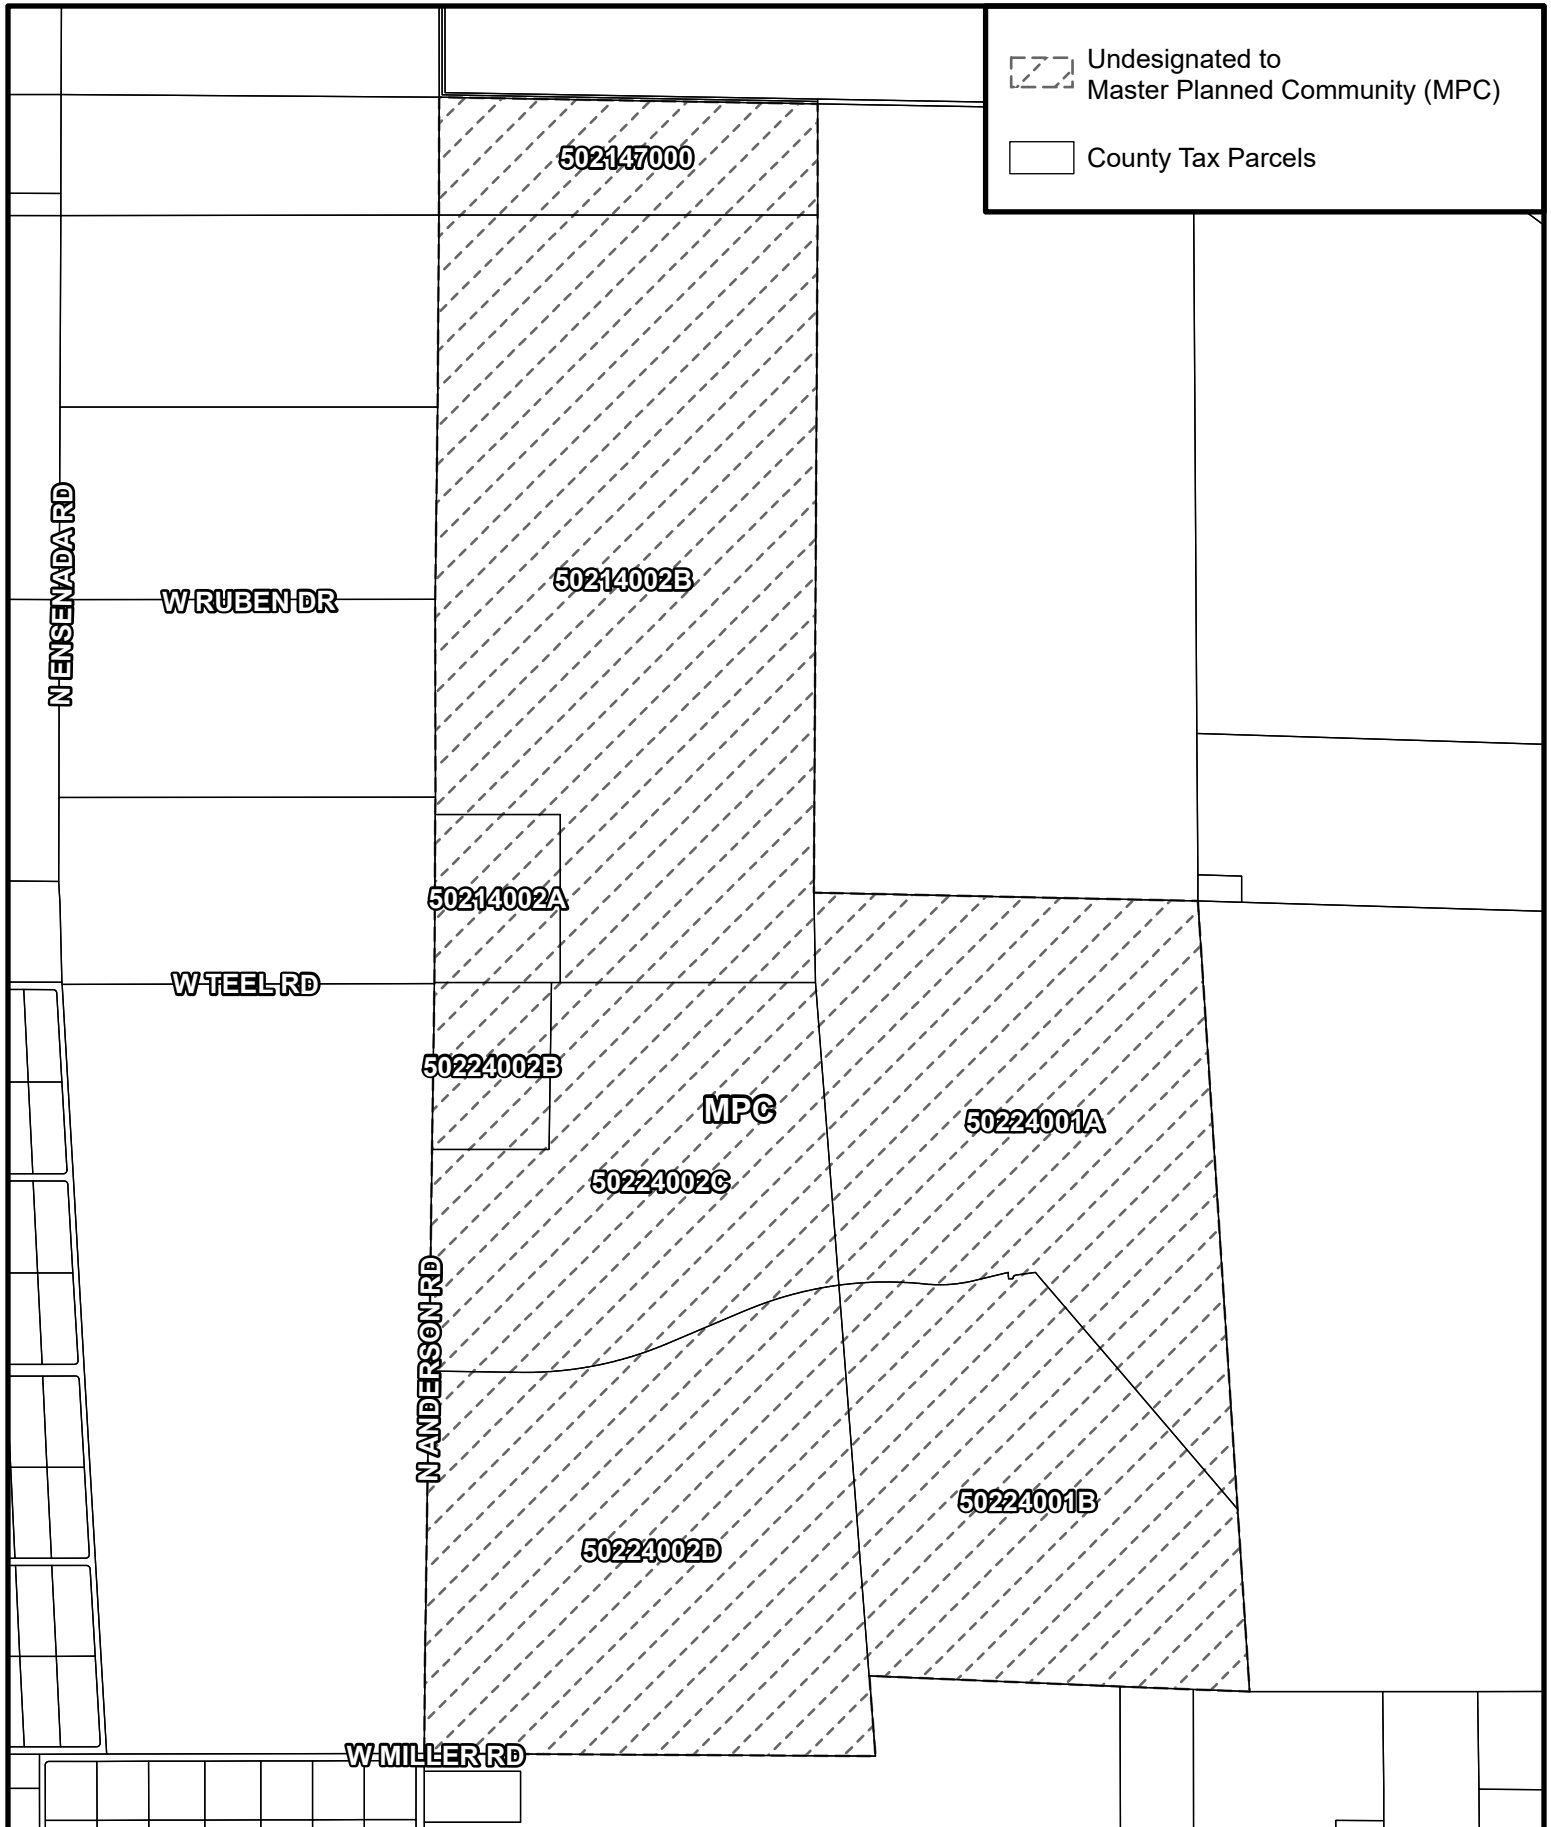 Undesignated to
Master Planned Community (MPC)
County Tax Parcels
502147000
N ENSENADA RD
50214002B
W RUBEN DR
50214002A
W TEEL RD
50224002B
MPC
50224001A
50224002C
N ANDERSON RD
50224001B
50224002D
W MILLER RD